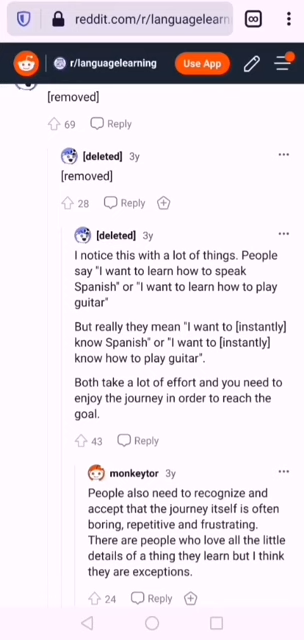 reddit.com/r/languagelearn
r/languagelearning
Use App
[removed]
69 Reply
[deleted] 3y
[removed]
28 Reply
[deleted] 3y
I notice this with a lot of things. People
say "I want to learn how to speak
Spanish" or "I want to learn how to play
guitar"
But really they mean "I want to [instantly]
know Spanish" or "I want to [instantly]
know how to play guitar".
Both take a lot of effort and you need to
enjoy the journey in order to reach the
goal.
43 Reply
monkeytor 3y
People also need to recognize and
accept that the journey itself is often
boring, repetitive and frustrating.
There are people who love all the little
details of a thing they learn but I think
they are exceptions.
24 Reply